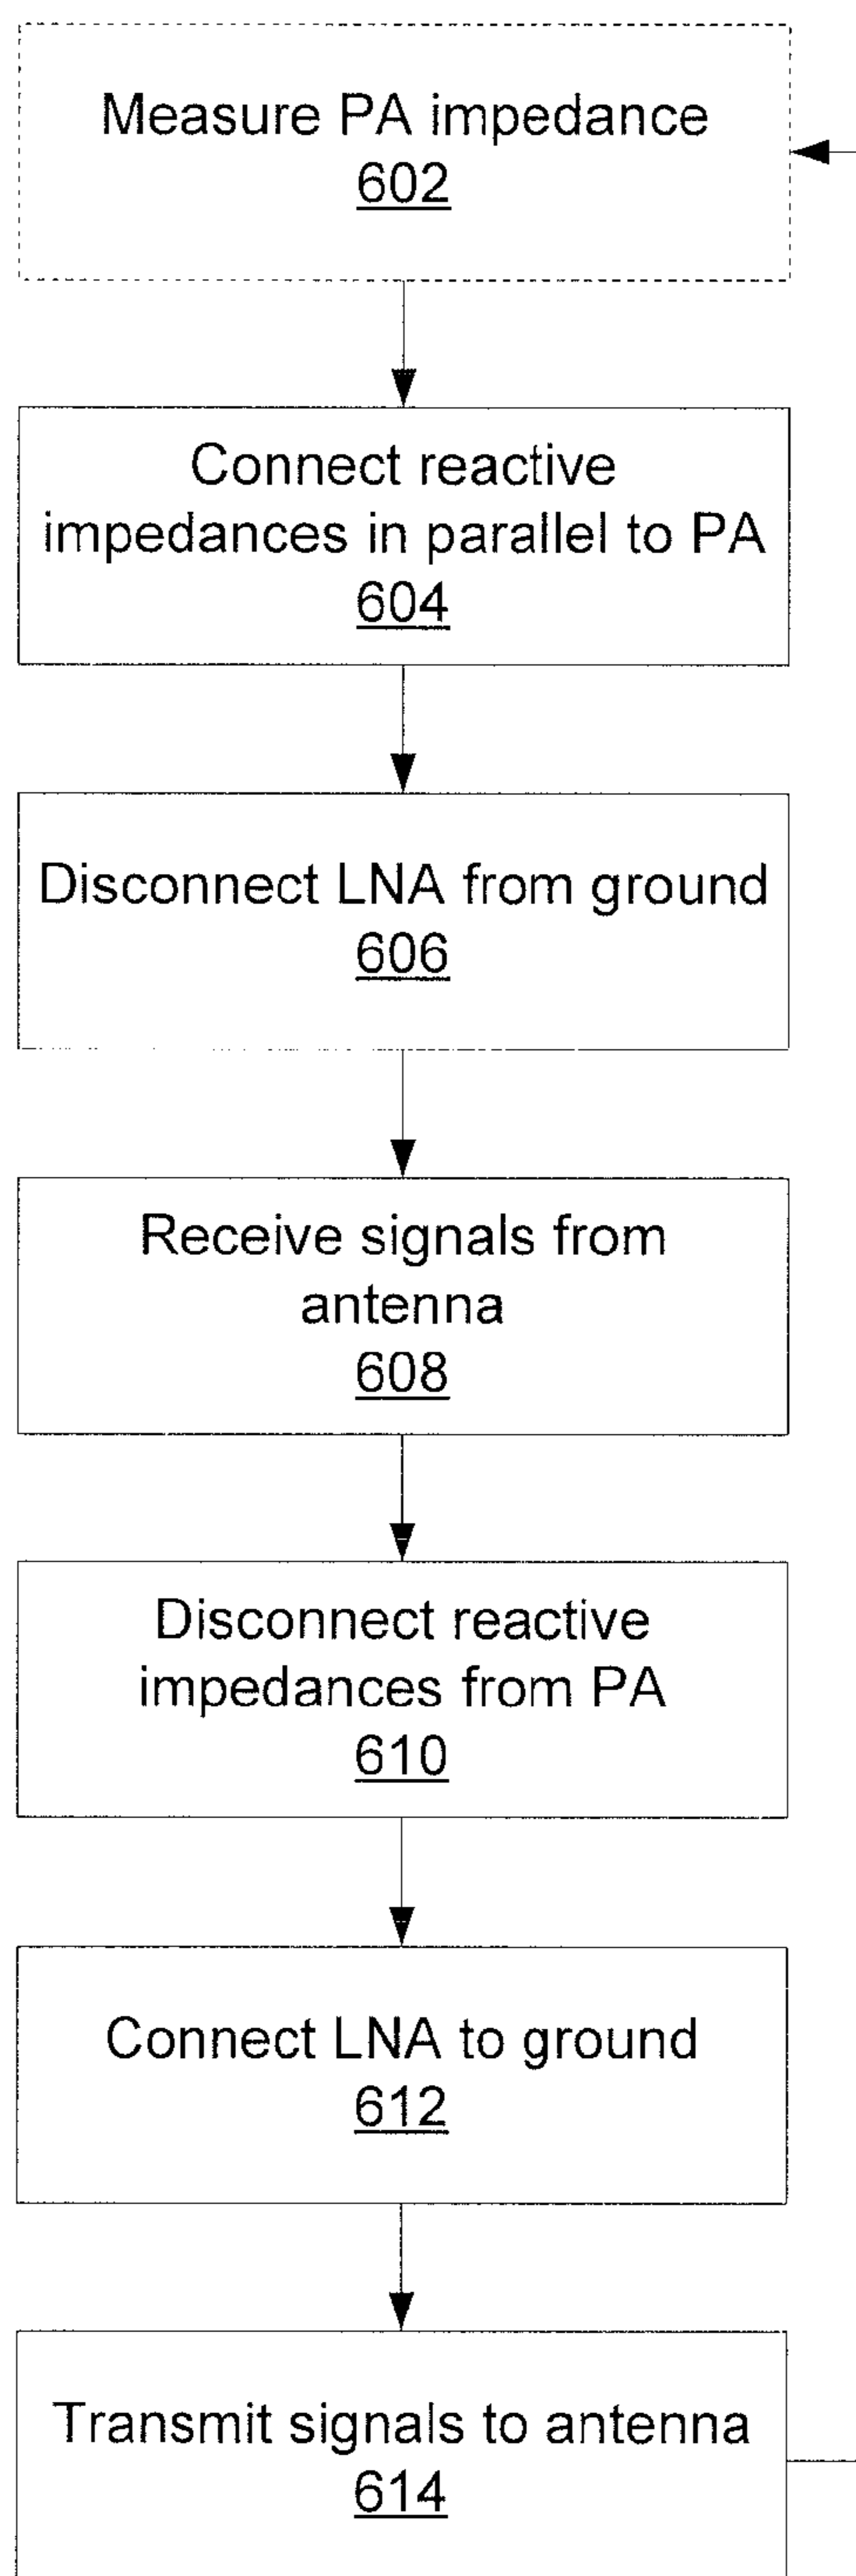 Measure PA impedance
602
Connect reactive
impedances in parallel to PA
604
Disconnect LNA from ground
606
Receive signals from
antenna
608
Disconnect reactive
impedances from PA
610
Connect LNA to ground
612
Transmit signals to antenna
614